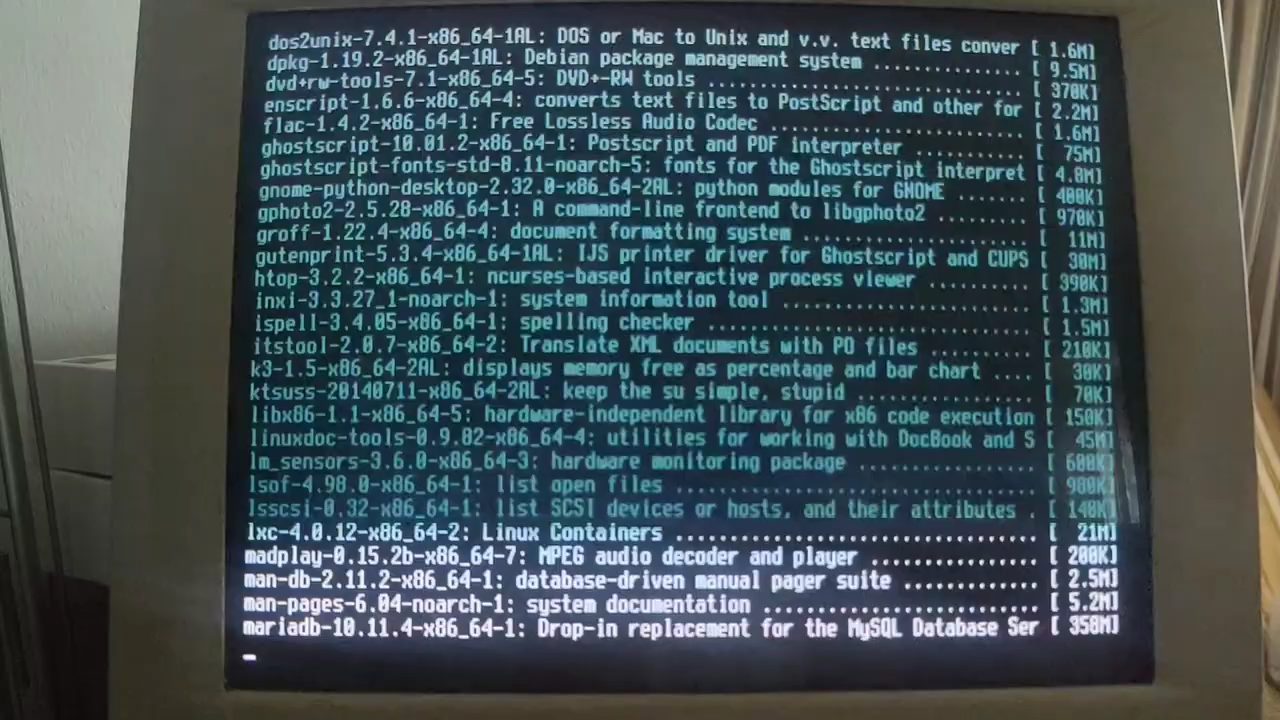 dos2unix-7.4.1-x86_64-1AL: DOS or Mac to Unix and v.v. text files conver [ 1.6M]
dpkg-1.19.2-x86_64-1AL: Debian package management system ................ [ 9.5M]
dvd+rw-tools-7.1-x86_64-5: DVD+-RW tools ................................ [ 370K]
enscript-1.6.6-x86_64-4: converts text files to PostScript and other for [ 2.2M]
flac-1.4.2-x86_64-1: Free Lossless Audio Codec .......................... [ 1.6M]
ghostscript-10.01.2-x86_64-1: Postscript and PDF interpreter ........... [ 75M]
ghostscript-fonts-std-8.11-noarch-5: fonts for the Ghostscript interpret [ 4.8M]
gnome-python-desktop-2.32.0-x86_64-2AL: python modules for GNOME ....... [ 400K]
gphoto2-2.5.28-x86_64-1: A command-line frontend to libgphoto2 ......... [ 970K]
groff-1.22.4-x86_64-4: document formatting system ...................... [ 11M]
gutenprint-5.3.4-x86_64-1AL: IJS printer driver for Ghostscript and CUPS [ 30M]
htop-3.2.2-x86_64-1: ncurses-based interactive process viewer .......... [ 390K]
inxi-3.3.27_1-noarch-1: system information tool ......................... [ 1.3M]
ispell-3.4.05-x86_64-1: spelling checker ................................ [ 1.5M]
itstool-2.0.7-x86_64-2: Translate XML documents with PO files .......... [ 210K]
k3-1.5-x86_64-2AL: displays memory free as percentage and bar chart .... [ 30K]
ktsuss-20140711-x86_64-2AL: keep the su simple, stupid ................. [ 70K]
libx86-1.1-x86_64-5: hardware-independent library for x86 code execution [ 150K]
linuxdoc-tools-0.9.82-x86_64-4: utilities for working with DocBook and S [ 45M]
lm_sensors-3.6.0-x86_64-3: hardware monitoring package ................. [ 600K]
lsof-4.98.0-x86_64-1: list open files ................................... [ 900K]
lsscsi-0.32-x86_64-1: list SCSI devices or hosts, and their attributes . [ 140K]
lxc-4.0.12-x86_64-2: Linux Containers ................................... [ 21M]
madplay-0.15.2b-x86_64-7: MPEG audio decoder and player ................ [ 200K]
man-db-2.11.2-x86_64-1: database-driven manual pager suite ............. [ 2.5M]
man-pages-6.04-noarch-1: system documentation .......................... [ 5.2M]
mariadb-10.11.4-x86_64-1: Drop-in replacement for the MySQL Database Ser [ 350M]